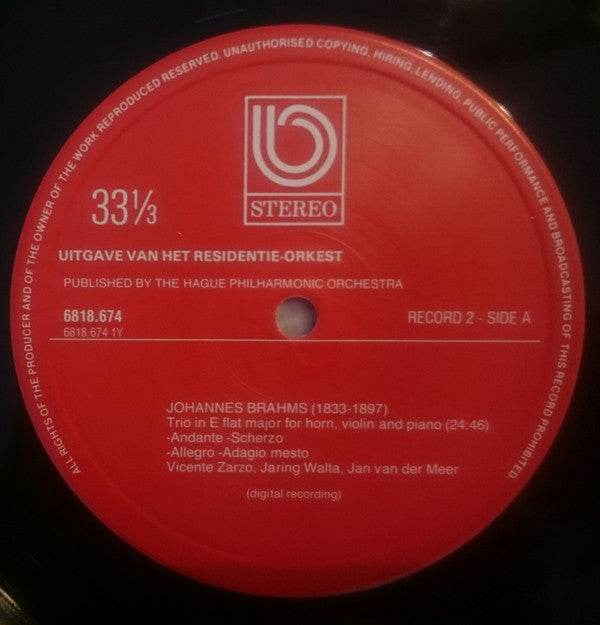 ALL RIGHTS OF THE PRODUCER AND OF THE OWNER OF THE WORK REPRODUCED RESERVED. UNAUTHORISED COPYING, HIRING, LENDING, PUBLIC PERFORMANCE AND BROADCASTING OF THIS RECORD PROHIBITED.
b
STEREO
33⅓
UITGAVE VAN HET RESIDENTIE-ORKEST
PUBLISHED BY THE HAGUE PHILHARMONIC ORCHESTRA
6818.674
6818.674 1Y
RECORD 2 - SIDE A
JOHANNES BRAHMS (1833-1897)
Trio in E flat major for horn, violin and piano (24:46)
-Andante -Scherzo
-Allegro -Adagio mesto
Vicente Zarzo, Jaring Walta, Jan van der Meer
(digital recording)